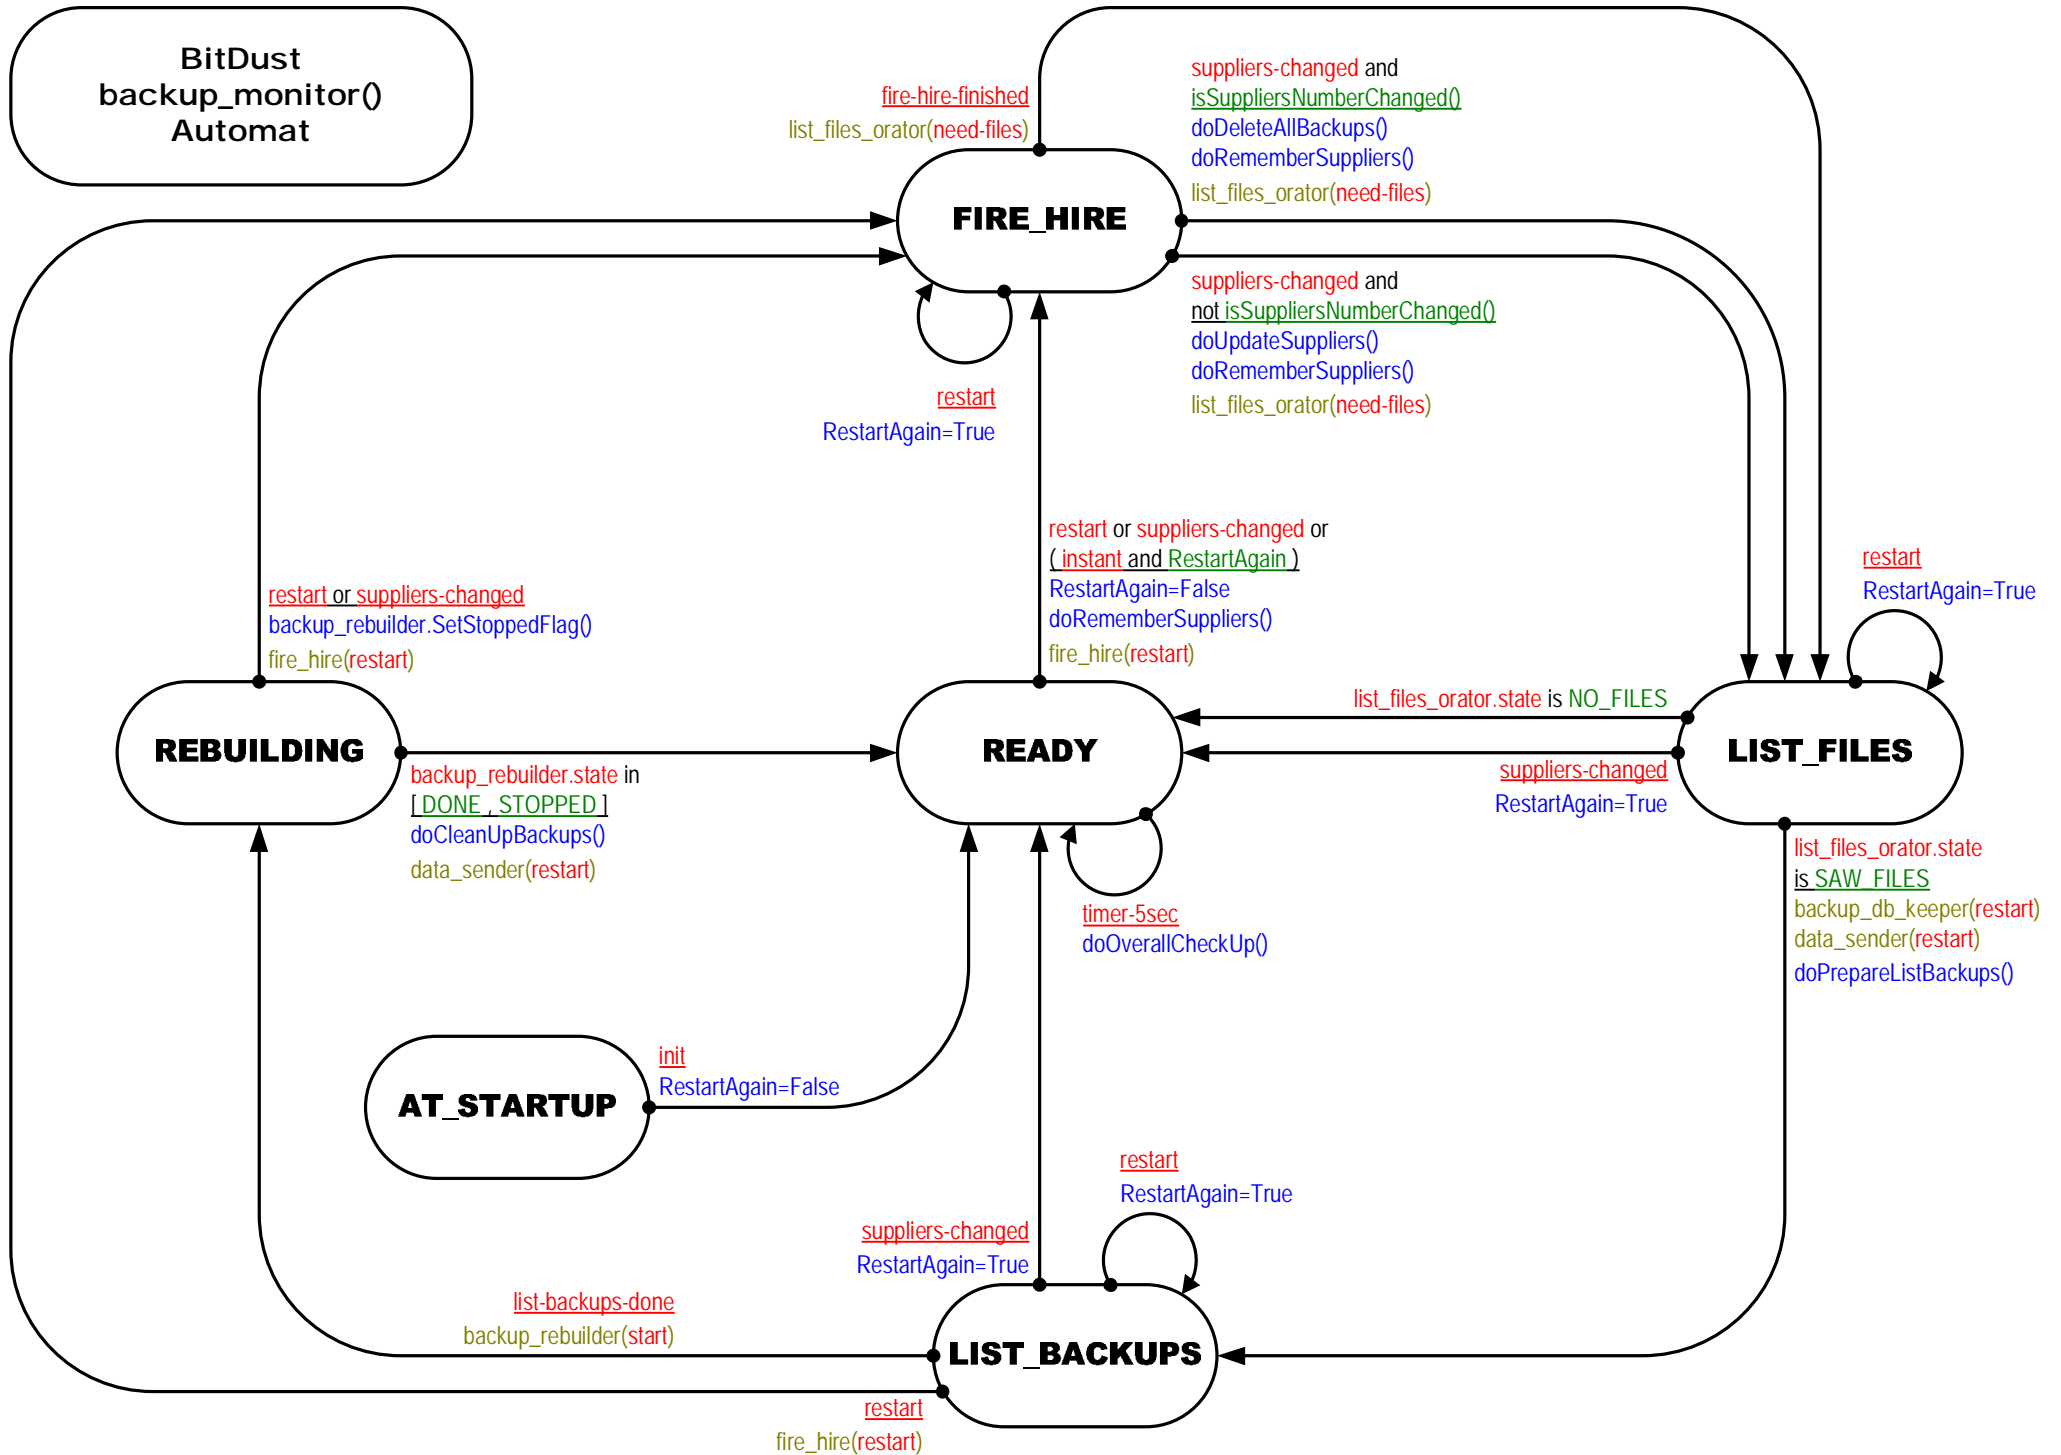 BitDust
backup_monitor()
Automat
fire-hire-finished
list_files_orator(need-files)
suppliers-changed and
isSuppliersNumberChanged()
doDeleteAllBackups()
doRememberSuppliers()
list_files_orator(need-files)
FIRE_HIRE
suppliers-changed and
not isSuppliersNumberChanged()
doUpdateSuppliers()
doRememberSuppliers()
list_files_orator(need-files)
restart
RestartAgain=True
restart or suppliers-changed or
( instant and RestartAgain )
RestartAgain=False
doRememberSuppliers()
fire_hire(restart)
restart
RestartAgain=True
restart or suppliers-changed
backup_rebuilder.SetStoppedFlag()
fire_hire(restart)
REBUILDING
READY
LIST_FILES
list_files_orator.state is NO_FILES
suppliers-changed
RestartAgain=True
backup_rebuilder.state in
[ DONE , STOPPED ]
doCleanUpBackups()
data_sender(restart)
timer-5sec
doOverallCheckUp()
list_files_orator.state
is SAW_FILES
backup_db_keeper(restart)
data_sender(restart)
doPrepareListBackups()
init
RestartAgain=False
AT_STARTUP
restart
RestartAgain=True
suppliers-changed
RestartAgain=True
list-backups-done
backup_rebuilder(start)
LIST_BACKUPS
restart
fire_hire(restart)